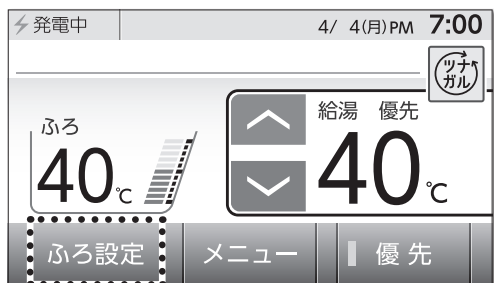 発電中 4/ 4(月)PM 7:00
ツナ
ガル
給湯 優先
ふろ
40℃ 40℃
ふろ設定 メニュー 優先